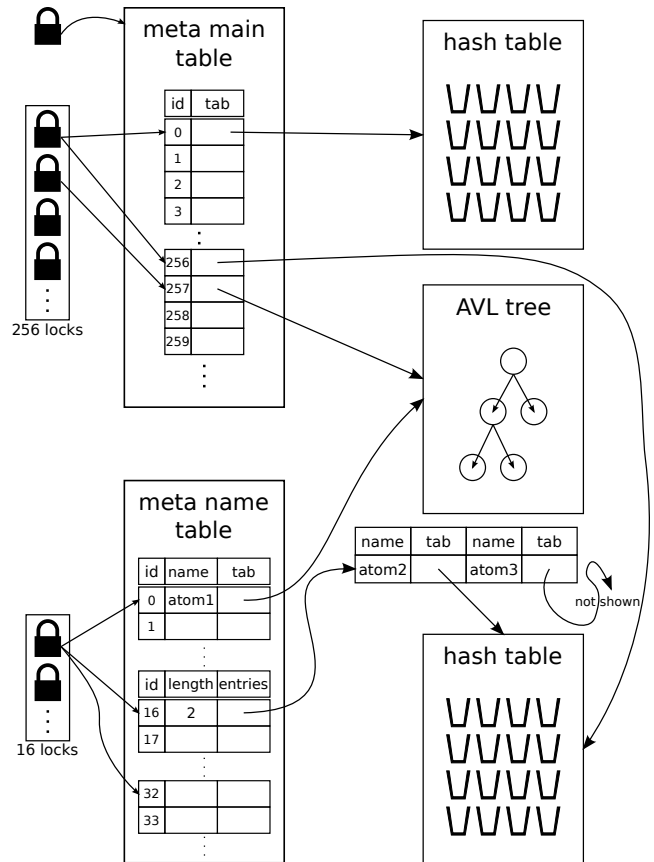 meta main
table
id tab
0
1
2
3
256
257
258
259
256 locks
hash table
AVL tree
meta name
table
id name tab
0 atom1
1
id length entries
16 2
17
32
33
16 locks
name tab name tab
atom2 atom3
not shown
hash table